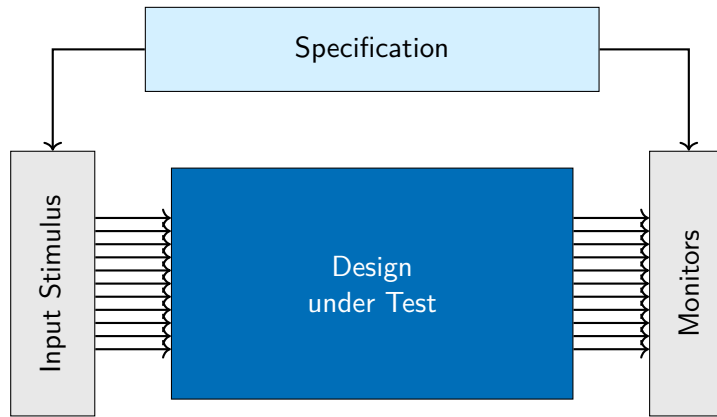 Specification
Input Stimulus
Design
under Test
Monitors